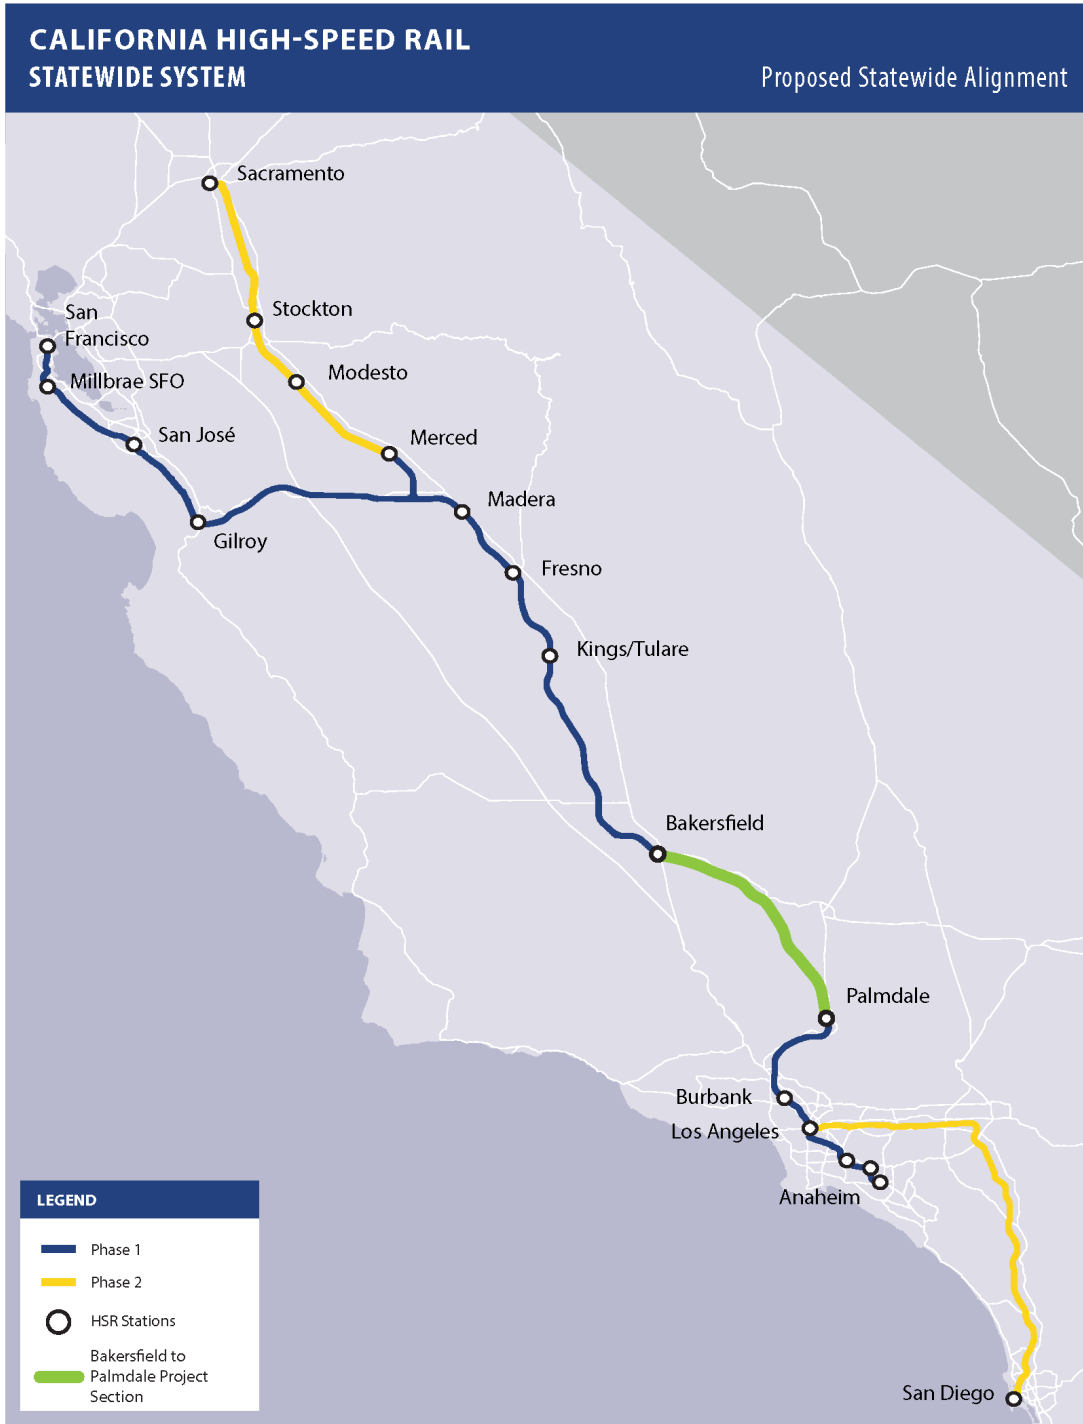 CALIFORNIA HIGH-SPEED RAIL
STATEWIDE SYSTEM
Proposed Statewide Alignment
Sacramento
Stockton
San
Francisco
Modesto
Millbrae SFO
San José
Merced
Madera
Gilroy
Fresno
Kings/Tulare
Bakersfield
Palmdale
Burbank
Los Angeles
Anaheim
San Diego
LEGEND
Phase 1
Phase 2
HSR Stations
Bakersfield to
Palmdale Project
Section